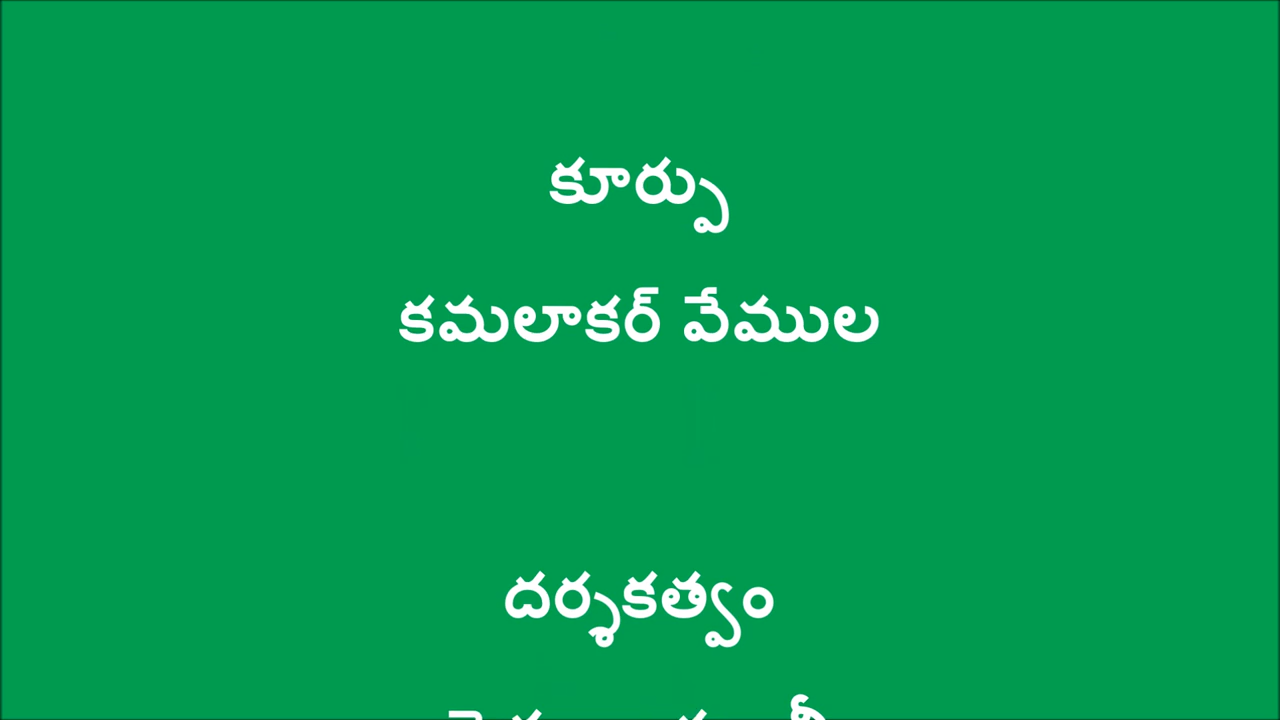 కూర్పు
కమలాకర్ వేముల
దర్శకత్వం